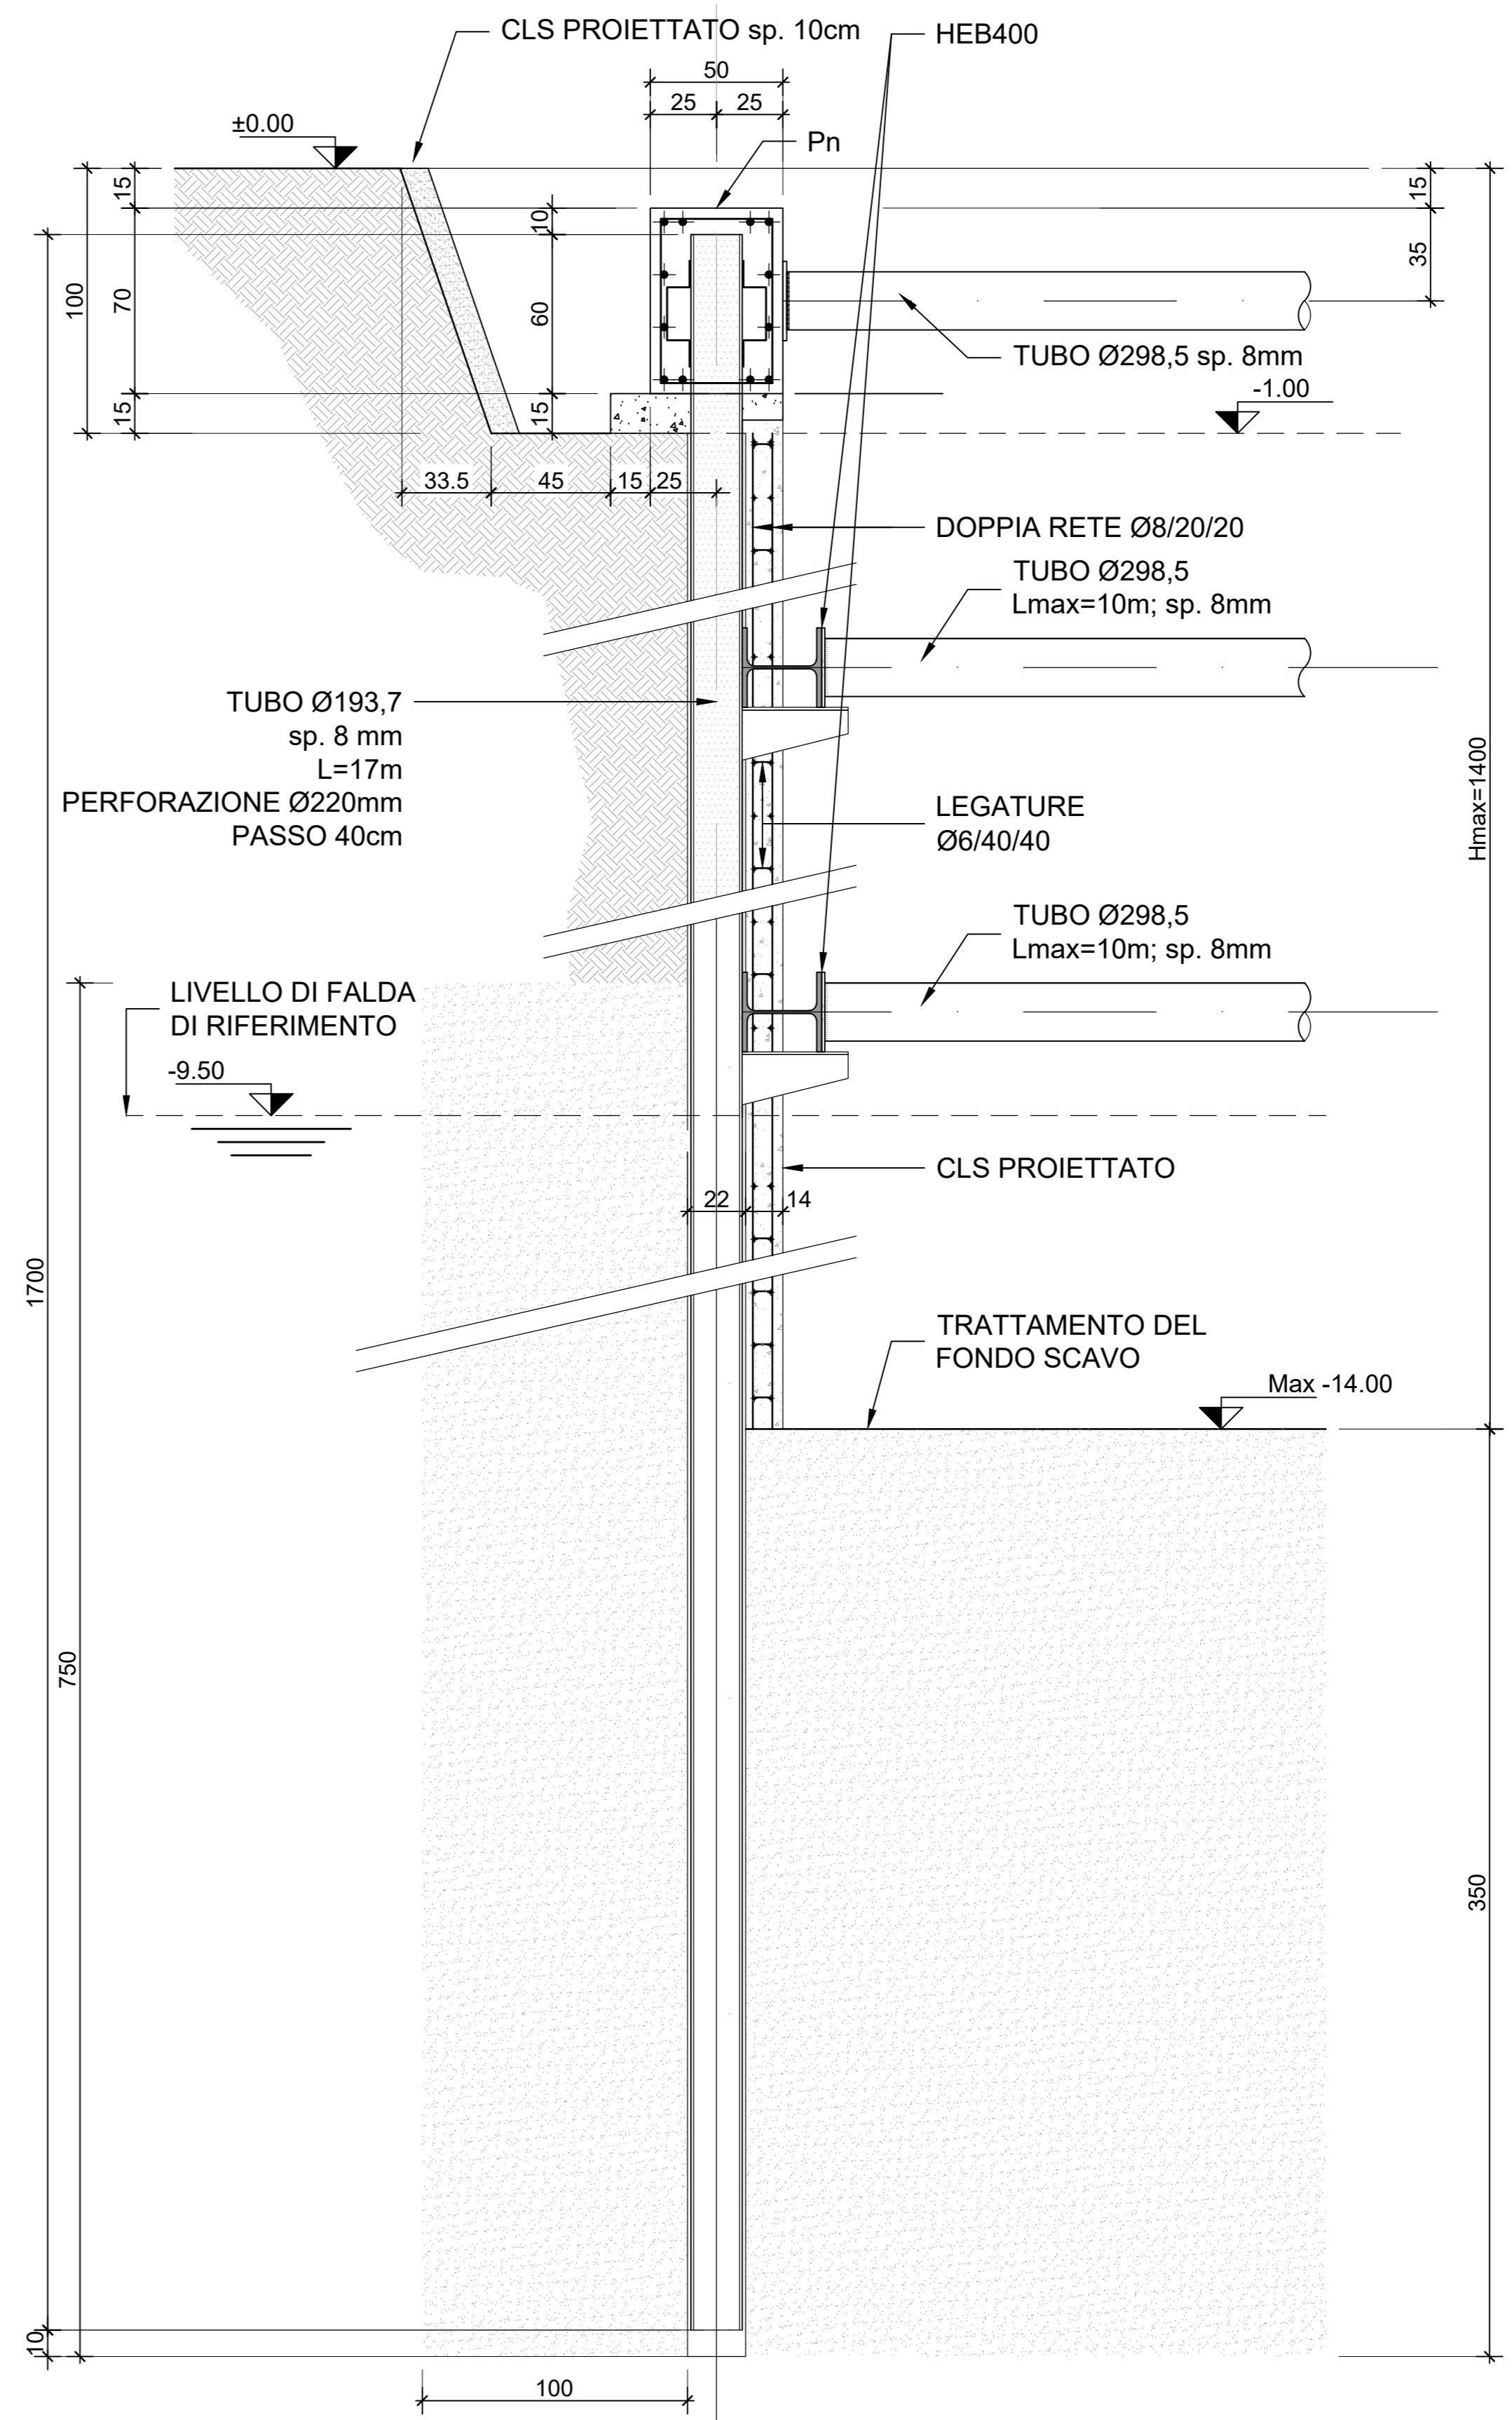 CLS PROIETTATO sp. 10cm
HEB400
50
25
25
±0.00
Pn
15
10
15
35
100
70
60
TUBO Ø298,5 sp. 8mm
-1.00
15
15
33.5
45
15
25
DOPPIA RETE Ø8/20/20
TUBO Ø298,5
Lmax=10m; sp. 8mm
TUBO Ø193,7
sp. 8 mm
L=17m
PERFORAZIONE Ø220mm
PASSO 40cm
Hmax=1400
LEGATURE
Ø6/40/40
TUBO Ø298,5
Lmax=10m; sp. 8mm
LIVELLO DI FALDA
DI RIFERIMENTO
-9.50
CLS PROIETTATO
22
14
1700
TRATTAMENTO DEL
FONDO SCAVO
Max -14.00
750
350
10
100